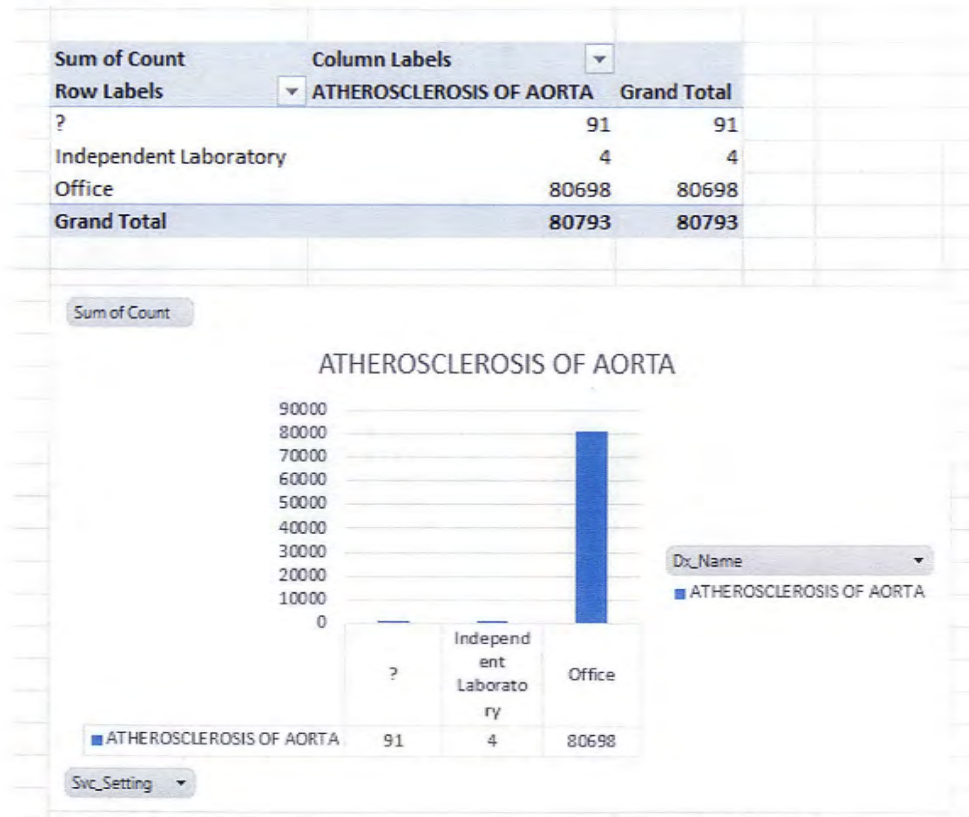 Sum of Count Column Labels
Row Labels ATHEROSCLEROSIS OF AORTA Grand Total
? 91 91
Independent Laboratory 4 4
Office 80698 80698
Grand Total 80793 80793
Sum of Count
ATHEROSCLEROSIS OF AORTA
90000
80000
70000
60000
50000
40000
30000
20000
10000
0
Dx_Name
ATHEROSCLEROSIS OF AORTA
? Independ
ent
Laborato
ry Office
ATHEROSCLEROSIS OF AORTA 91 4 80698
Svc_Setting